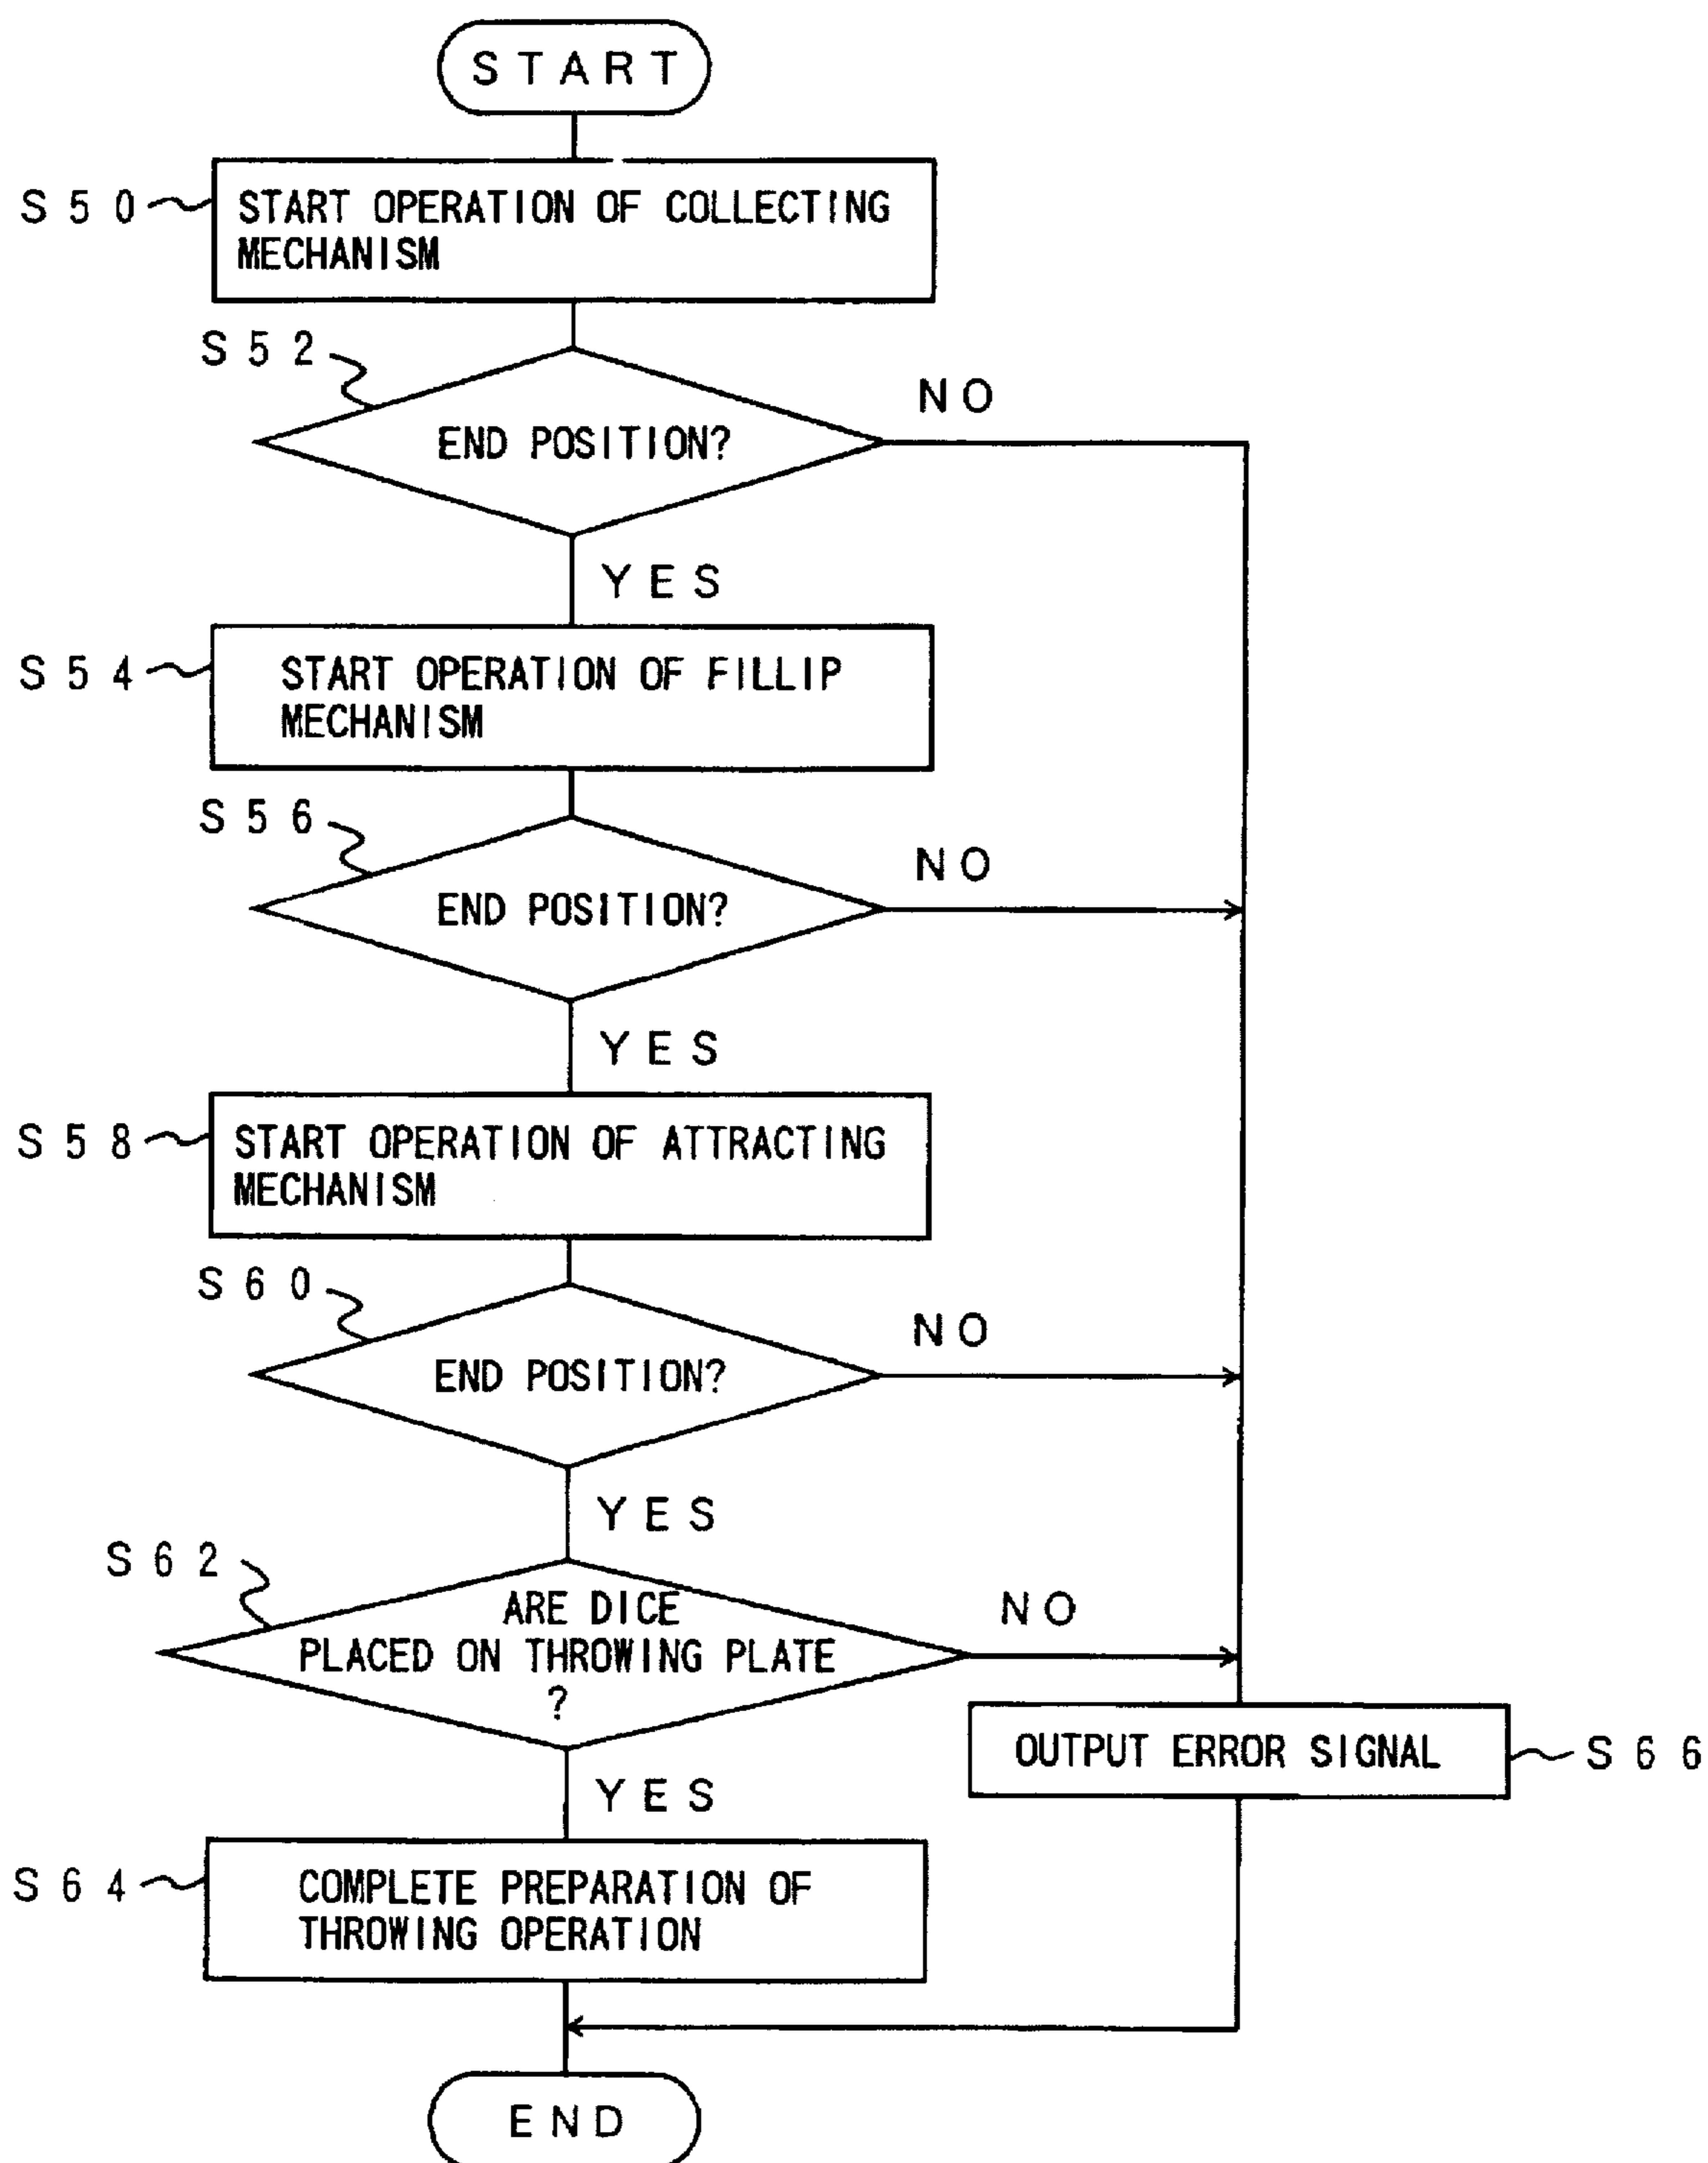 START
S50
START OPERATION OF COLLECTING
MECHANISM
S52
END POSITION?
NO
YES
S54
START OPERATION OF FILLIP
MECHANISM
S56
END POSITION?
NO
YES
S58
START OPERATION OF ATTRACTING
MECHANISM
S60
END POSITION?
NO
YES
S62
ARE DICE
PLACED ON THROWING PLATE
?
NO
YES
OUTPUT ERROR SIGNAL
S66
S64
COMPLETE PREPARATION OF
THROWING OPERATION
END